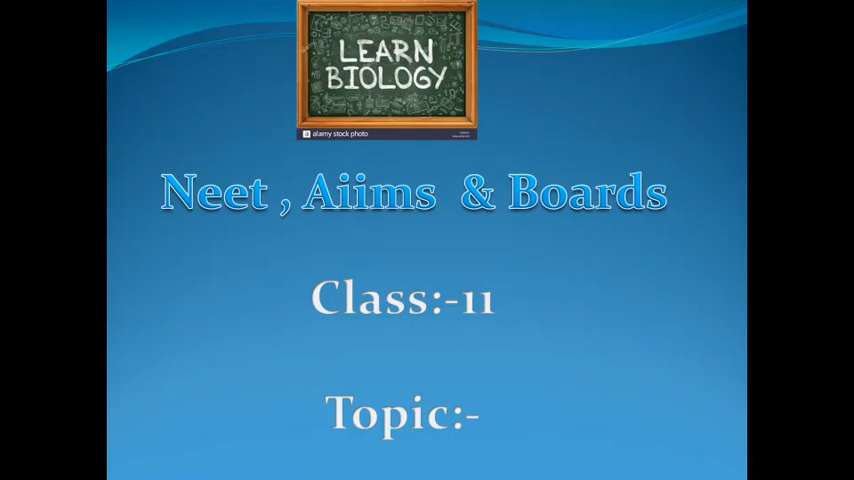 LEARN
BIOLOGY
a alamy stock photo
Neet , Aiims & Boards
Class:-11
Topic:-